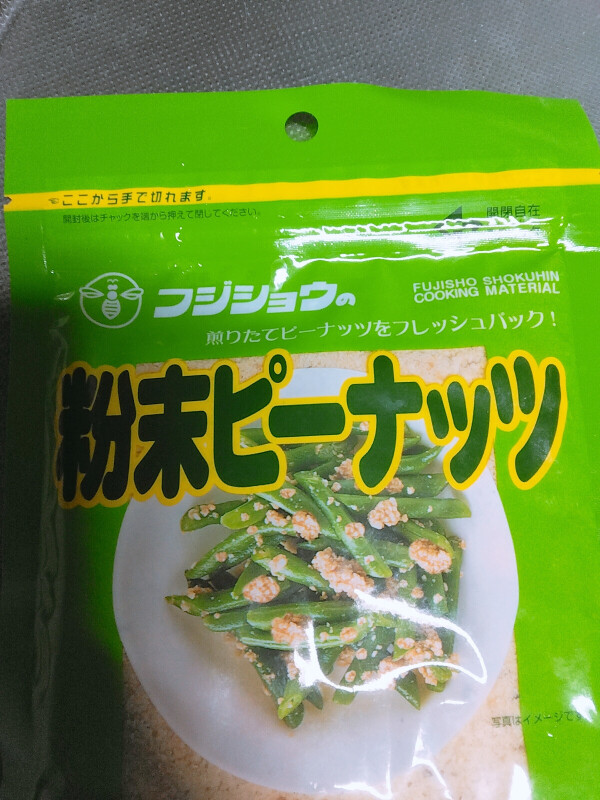 ☜ここから手で切れます。
開封後はチャックを端から押えて閉してください。
開閉自在
フジショウの
FUJISHO SHOKUHIN
COOKING MATERIAL
煎りたてピーナッツをフレッシュパック!
粉末ピーナッツ
写真はイメージです